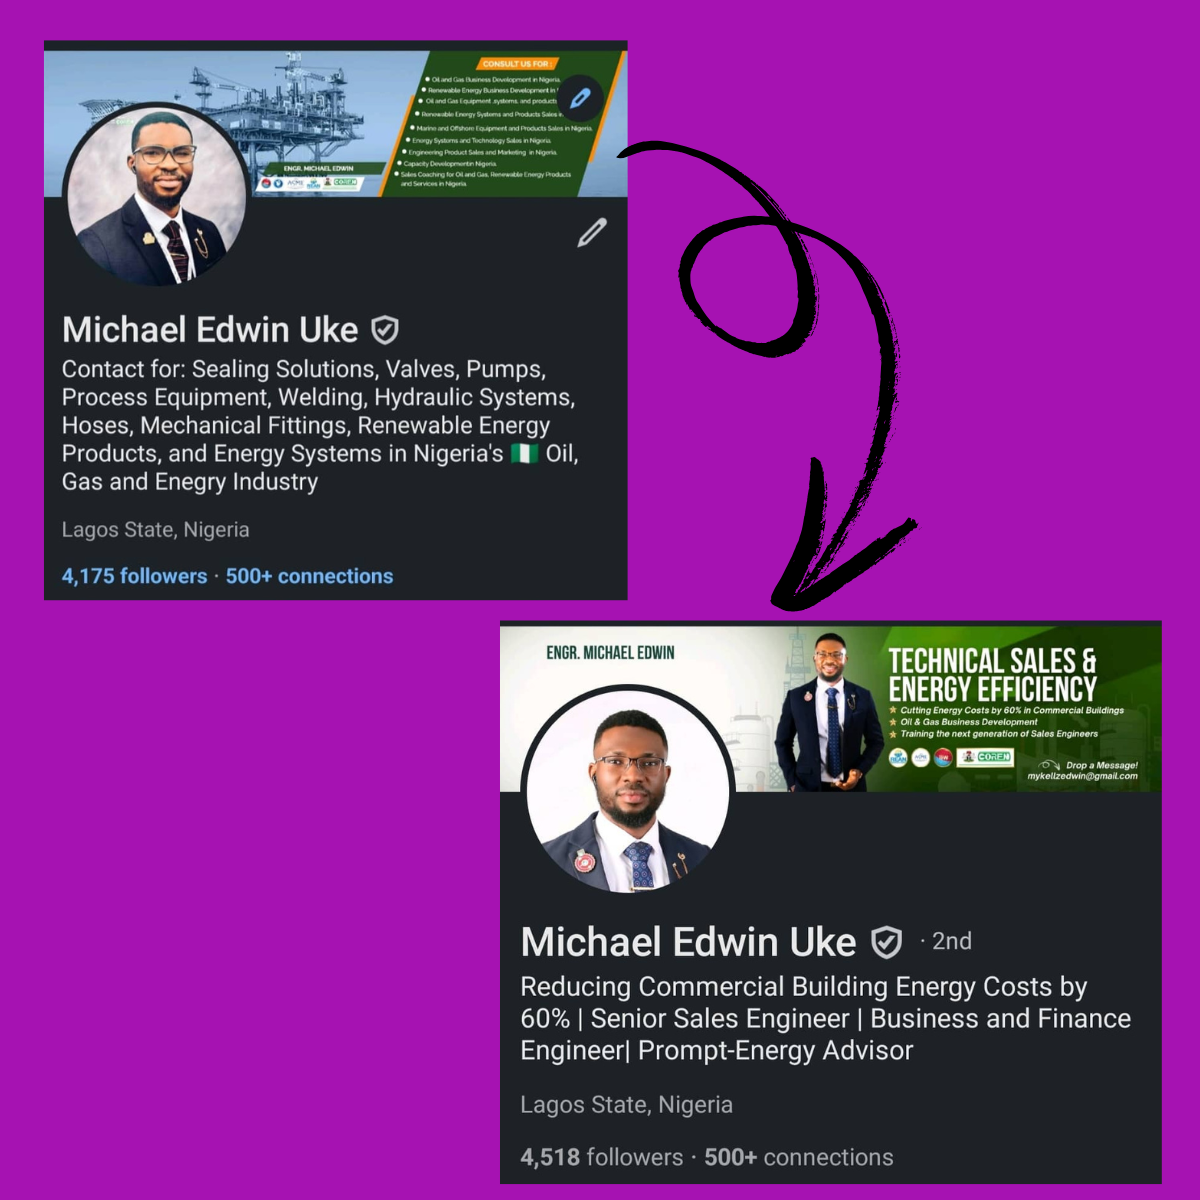 CONSULT US FOR :
Oil and Gas Business Development in Nigeria.
Renewable Energy Business Development in
Oil and Gas Equipment ,systems, and products
Renewable Energy Systems and Products Sales in
Marine and Offshore Equipment and Products Sales in Nigeria.
Energy Systems and Technology Sales in Nigeria.
Engineering Product Sales and Marketing in Nigeria.
Capacity Developmentin Nigeria.
Sales Coaching for Oil and Gas, Renewable Energy Products
and Services in Nigeria.
ENGR. MICHAEL EDWIN
COREN
Michael Edwin Uke
Contact for: Sealing Solutions, Valves, Pumps,
Process Equipment, Welding, Hydraulic Systems,
Hoses, Mechanical Fittings, Renewable Energy
Products, and Energy Systems in Nigeria's 🇳🇬 Oil,
Gas and Enegry Industry
Lagos State, Nigeria
4,175 followers · 500+ connections
ENGR. MICHAEL EDWIN
TECHNICAL SALES &
ENERGY EFFICIENCY
Cutting Energy Costs by 60% in Commercial Buildings
Oil & Gas Business Development
Training the next generation of Sales Engineers
REAN
COREN
Drop a Message!
mykellzedwin@gmail.com
Michael Edwin Uke · 2nd
Reducing Commercial Building Energy Costs by
60% | Senior Sales Engineer | Business and Finance
Engineer| Prompt-Energy Advisor
Lagos State, Nigeria
4,518 followers · 500+ connections